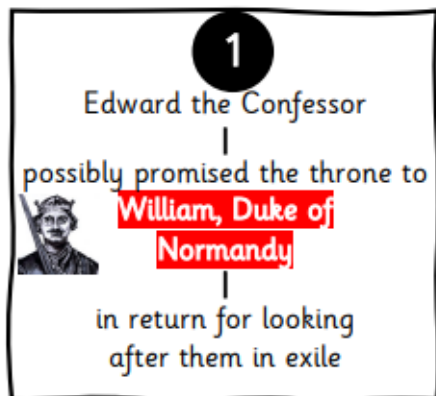 1
Edward the Confessor
possibly promised the throne to
William, Duke of
Normandy
in return for looking
after them in exile